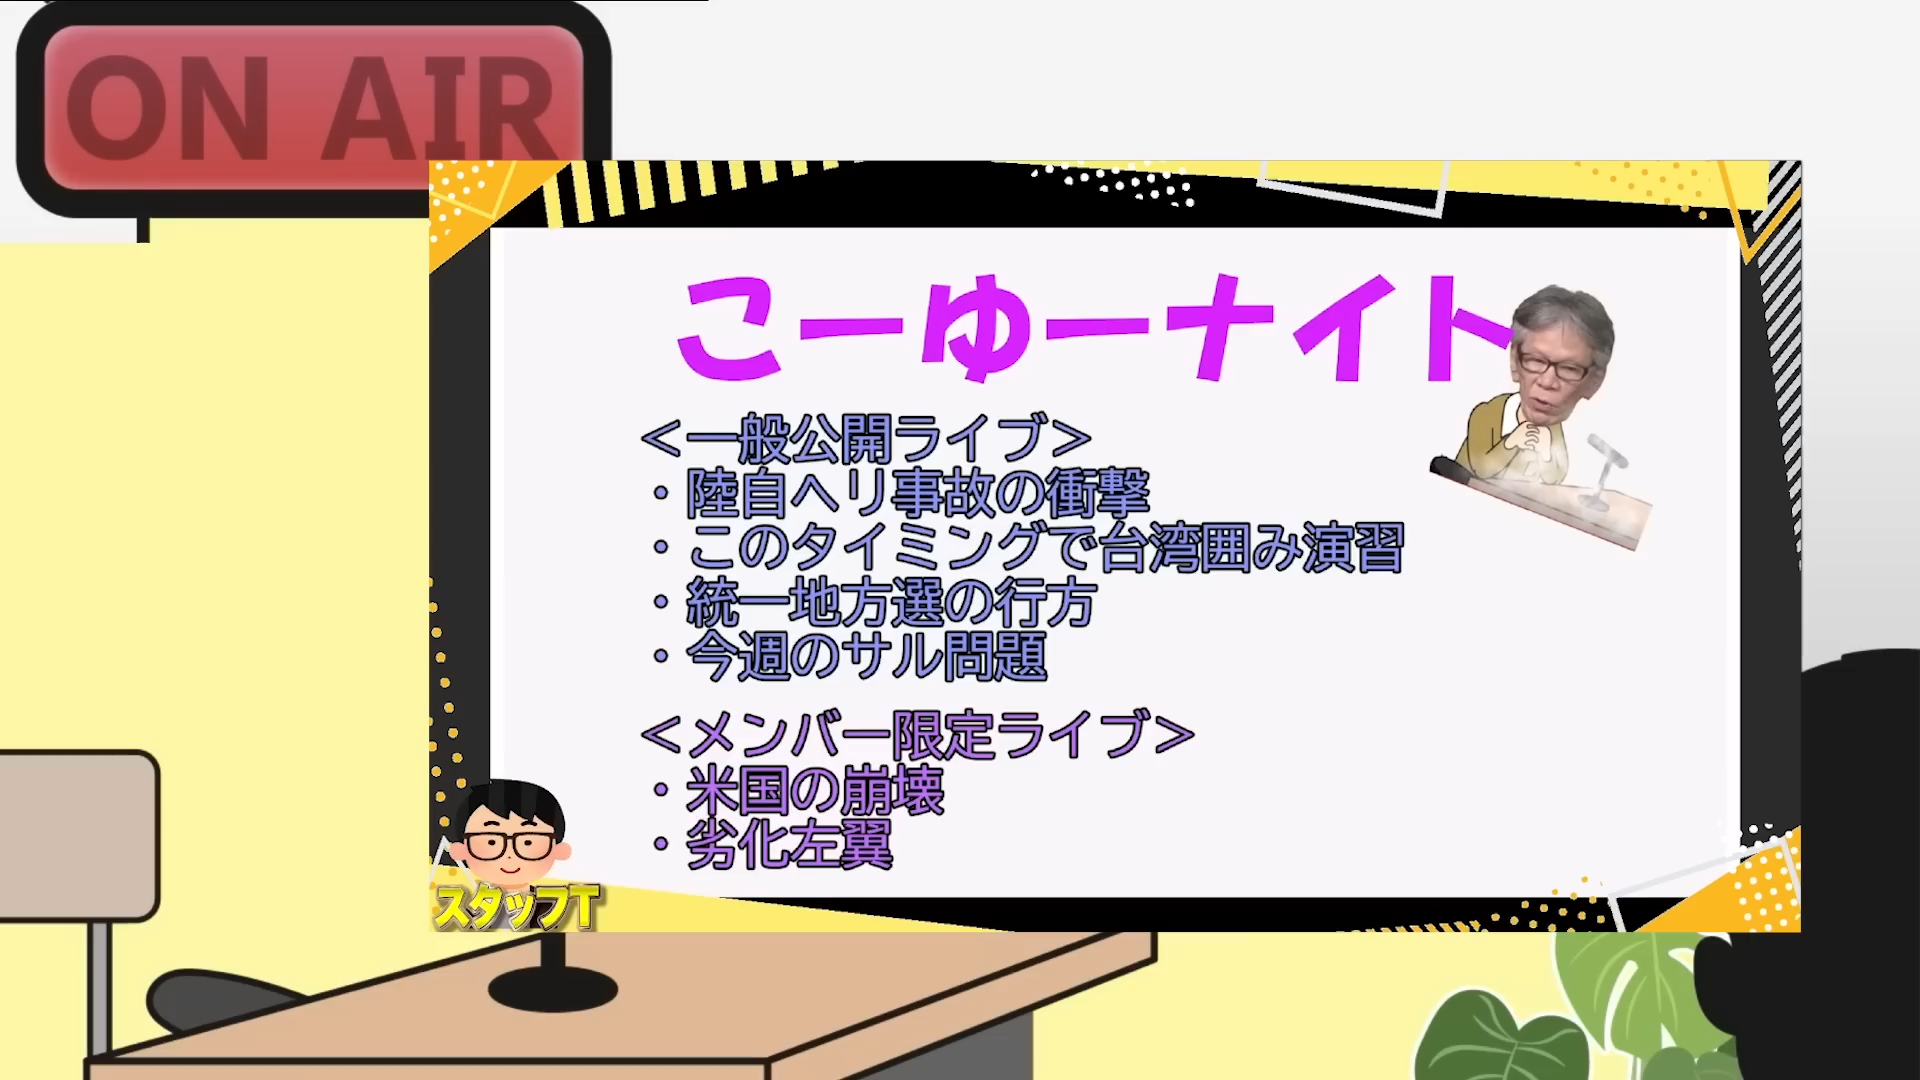 ON AIR
こーゆーナイト
＜一般公開ライブ＞
・陸自ヘリ事故の衝撃
・このタイミングで台湾囲み演習
・統一地方選の行方
・今週のサル問題
＜メンバー限定ライブ＞
・米国の崩壊
・劣化左翼
スタッフT